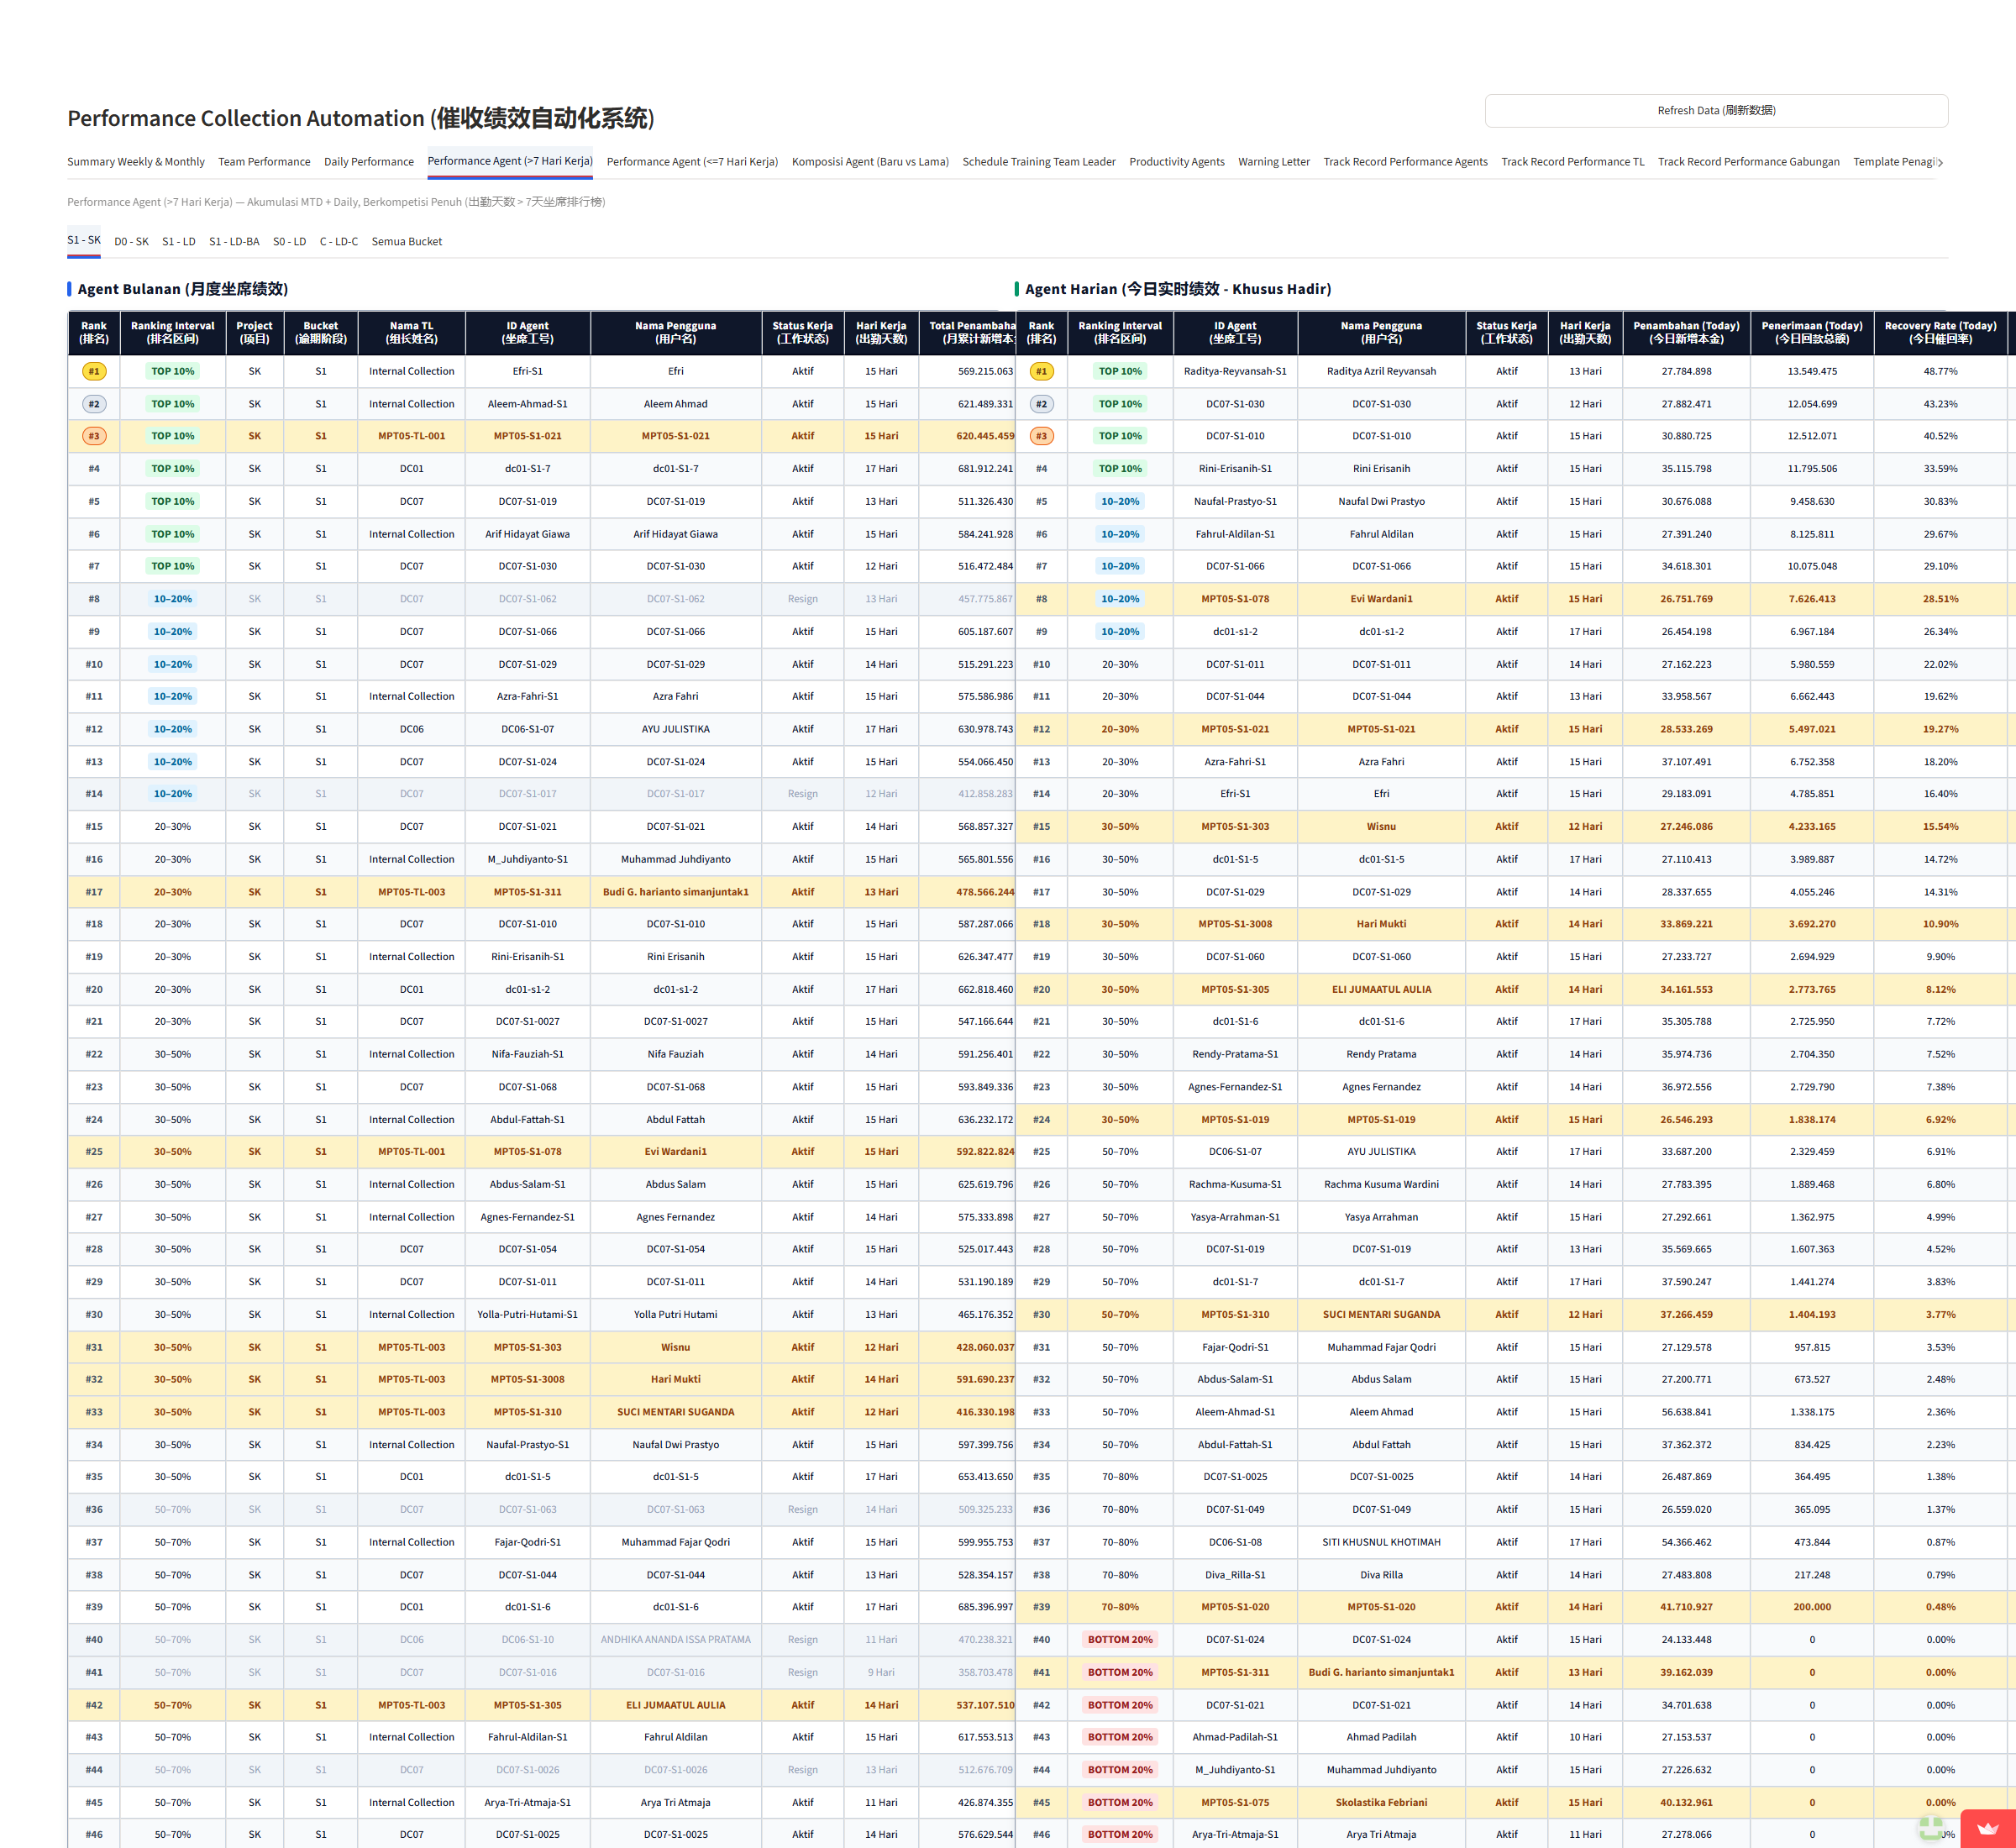 Performance Collection Automation (催收绩效自动化系统)
Refresh Data (刷新数据)
Summary Weekly & Monthly Team Performance Daily Performance Performance Agent (>7 Hari Kerja) Performance Agent (<=7 Hari Kerja) Komposisi Agent (Baru vs Lama) Schedule Training Team Leader Productivity Agents Warning Letter Track Record Performance Agents Track Record Performance TL Track Record Performance Gabungan Template Penagi
Performance Agent (>7 Hari Kerja) — Akumulasi MTD + Daily, Berkompetisi Penuh (出勤天数 > 7天坐席排行榜)
S1 - SK D0 - SK S1 - LD S1 - LD-BA S0 - LD C - LD-C Semua Bucket
Agent Bulanan (月度坐席绩效)
Rank Ranking Interval Project Bucket Nama TL ID Agent Nama Pengguna Status Kerja Hari Kerja Total Penambaha
(排名) (排名区间) (项目) (逾期阶段) (组长姓名) (坐席工号) (用户名) (工作状态) (出勤天数) (月累计新增本
#1 TOP 10% SK S1 Internal Collection Efri-S1 Efri Aktif 15 Hari 569.215.063
#2 TOP 10% SK S1 Internal Collection Aleem-Ahmad-S1 Aleem Ahmad Aktif 15 Hari 621.489.331
#3 TOP 10% SK S1 MPT05-TL-001 MPT05-S1-021 MPT05-S1-021 Aktif 15 Hari 620.445.459
#4 TOP 10% SK S1 DC01 dc01-S1-7 dc01-S1-7 Aktif 17 Hari 681.912.241
#5 TOP 10% SK S1 DC07 DC07-S1-019 DC07-S1-019 Aktif 13 Hari 511.326.430
#6 TOP 10% SK S1 Internal Collection Arif Hidayat Giawa Arif Hidayat Giawa Aktif 15 Hari 584.241.928
#7 TOP 10% SK S1 DC07 DC07-S1-030 DC07-S1-030 Aktif 12 Hari 516.472.484
#8 10–20% SK S1 DC07 DC07-S1-062 DC07-S1-062 Resign 13 Hari 457.775.867
#9 10–20% SK S1 DC07 DC07-S1-066 DC07-S1-066 Aktif 15 Hari 605.187.607
#10 10–20% SK S1 DC07 DC07-S1-029 DC07-S1-029 Aktif 14 Hari 515.291.223
#11 10–20% SK S1 Internal Collection Azra-Fahri-S1 Azra Fahri Aktif 15 Hari 575.586.986
#12 10–20% SK S1 DC06 DC06-S1-07 AYU JULISTIKA Aktif 17 Hari 630.978.743
#13 10–20% SK S1 DC07 DC07-S1-024 DC07-S1-024 Aktif 15 Hari 554.066.450
#14 10–20% SK S1 DC07 DC07-S1-017 DC07-S1-017 Resign 12 Hari 412.858.283
#15 20–30% SK S1 DC07 DC07-S1-021 DC07-S1-021 Aktif 14 Hari 568.857.327
#16 20–30% SK S1 Internal Collection M_Juhdiyanto-S1 Muhammad Juhdiyanto Aktif 15 Hari 565.801.556
#17 20–30% SK S1 MPT05-TL-003 MPT05-S1-311 Budi G. harianto simanjuntak1 Aktif 13 Hari 478.566.244
#18 20–30% SK S1 DC07 DC07-S1-010 DC07-S1-010 Aktif 15 Hari 587.287.066
#19 20–30% SK S1 Internal Collection Rini-Erisanih-S1 Rini Erisanih Aktif 15 Hari 626.347.477
#20 20–30% SK S1 DC01 dc01-s1-2 dc01-s1-2 Aktif 17 Hari 662.818.460
#21 20–30% SK S1 DC07 DC07-S1-0027 DC07-S1-0027 Aktif 15 Hari 547.166.644
#22 30–50% SK S1 Internal Collection Nifa-Fauziah-S1 Nifa Fauziah Aktif 14 Hari 591.256.401
#23 30–50% SK S1 DC07 DC07-S1-068 DC07-S1-068 Aktif 15 Hari 593.849.336
#24 30–50% SK S1 Internal Collection Abdul-Fattah-S1 Abdul Fattah Aktif 15 Hari 636.232.172
#25 30–50% SK S1 MPT05-TL-001 MPT05-S1-078 Evi Wardani1 Aktif 15 Hari 592.822.824
#26 30–50% SK S1 Internal Collection Abdus-Salam-S1 Abdus Salam Aktif 15 Hari 625.619.796
#27 30–50% SK S1 Internal Collection Agnes-Fernandez-S1 Agnes Fernandez Aktif 14 Hari 575.333.898
#28 30–50% SK S1 DC07 DC07-S1-054 DC07-S1-054 Aktif 15 Hari 525.017.443
#29 30–50% SK S1 DC07 DC07-S1-011 DC07-S1-011 Aktif 14 Hari 531.190.189
#30 30–50% SK S1 Internal Collection Yolla-Putri-Hutami-S1 Yolla Putri Hutami Aktif 13 Hari 465.176.352
#31 30–50% SK S1 MPT05-TL-003 MPT05-S1-303 Wisnu Aktif 12 Hari 428.060.037
#32 30–50% SK S1 MPT05-TL-003 MPT05-S1-3008 Hari Mukti Aktif 14 Hari 591.690.237
#33 30–50% SK S1 MPT05-TL-003 MPT05-S1-310 SUCI MENTARI SUGANDA Aktif 12 Hari 416.330.198
#34 30–50% SK S1 Internal Collection Naufal-Prastyo-S1 Naufal Dwi Prastyo Aktif 15 Hari 597.399.756
#35 30–50% SK S1 DC01 dc01-S1-5 dc01-S1-5 Aktif 17 Hari 653.413.650
#36 50–70% SK S1 DC07 DC07-S1-063 DC07-S1-063 Resign 14 Hari 509.325.233
#37 50–70% SK S1 Internal Collection Fajar-Qodri-S1 Muhammad Fajar Qodri Aktif 15 Hari 599.955.753
#38 50–70% SK S1 DC07 DC07-S1-044 DC07-S1-044 Aktif 13 Hari 528.354.157
#39 50–70% SK S1 DC01 dc01-S1-6 dc01-S1-6 Aktif 17 Hari 685.396.997
#40 50–70% SK S1 DC06 DC06-S1-10 ANDHIKA ANANDA ISSA PRATAMA Resign 11 Hari 470.238.321
#41 50–70% SK S1 DC07 DC07-S1-016 DC07-S1-016 Resign 9 Hari 358.703.478
#42 50–70% SK S1 MPT05-TL-003 MPT05-S1-305 ELI JUMAATUL AULIA Aktif 14 Hari 537.107.510
#43 50–70% SK S1 Internal Collection Fahrul-Aldilan-S1 Fahrul Aldilan Aktif 15 Hari 617.553.513
#44 50–70% SK S1 DC07 DC07-S1-0026 DC07-S1-0026 Resign 13 Hari 512.676.709
#45 50–70% SK S1 Internal Collection Arya-Tri-Atmaja-S1 Arya Tri Atmaja Aktif 11 Hari 426.874.355
#46 50–70% SK S1 DC07 DC07-S1-0025 DC07-S1-0025 Aktif 14 Hari 576.629.544
Agent Harian (今日实时绩效 - Khusus Hadir)
Rank Ranking Interval ID Agent Nama Pengguna Status Kerja Hari Kerja Penambahan (Today) Penerimaan (Today) Recovery Rate (Today)
(排名) (排名区间) (坐席工号) (用户名) (工作状态) (出勤天数) (今日新增本金) (今日回款总额) (今日催回率)
#1 TOP 10% Raditya-Reyvansah-S1 Raditya Azril Reyvansah Aktif 13 Hari 27.784.898 13.549.475 48.77%
#2 TOP 10% DC07-S1-030 DC07-S1-030 Aktif 12 Hari 27.882.471 12.054.699 43.23%
#3 TOP 10% DC07-S1-010 DC07-S1-010 Aktif 15 Hari 30.880.725 12.512.071 40.52%
#4 TOP 10% Rini-Erisanih-S1 Rini Erisanih Aktif 15 Hari 35.115.798 11.795.506 33.59%
#5 10–20% Naufal-Prastyo-S1 Naufal Dwi Prastyo Aktif 15 Hari 30.676.088 9.458.630 30.83%
#6 10–20% Fahrul-Aldilan-S1 Fahrul Aldilan Aktif 15 Hari 27.391.240 8.125.811 29.67%
#7 10–20% DC07-S1-066 DC07-S1-066 Aktif 15 Hari 34.618.301 10.075.048 29.10%
#8 10–20% MPT05-S1-078 Evi Wardani1 Aktif 15 Hari 26.751.769 7.626.413 28.51%
#9 10–20% dc01-s1-2 dc01-s1-2 Aktif 17 Hari 26.454.198 6.967.184 26.34%
#10 20–30% DC07-S1-011 DC07-S1-011 Aktif 14 Hari 27.162.223 5.980.559 22.02%
#11 20–30% DC07-S1-044 DC07-S1-044 Aktif 13 Hari 33.958.567 6.662.443 19.62%
#12 20–30% MPT05-S1-021 MPT05-S1-021 Aktif 15 Hari 28.533.269 5.497.021 19.27%
#13 20–30% Azra-Fahri-S1 Azra Fahri Aktif 15 Hari 37.107.491 6.752.358 18.20%
#14 20–30% Efri-S1 Efri Aktif 15 Hari 29.183.091 4.785.851 16.40%
#15 30–50% MPT05-S1-303 Wisnu Aktif 12 Hari 27.246.086 4.233.165 15.54%
#16 30–50% dc01-S1-5 dc01-S1-5 Aktif 17 Hari 27.110.413 3.989.887 14.72%
#17 30–50% DC07-S1-029 DC07-S1-029 Aktif 14 Hari 28.337.655 4.055.246 14.31%
#18 30–50% MPT05-S1-3008 Hari Mukti Aktif 14 Hari 33.869.221 3.692.270 10.90%
#19 30–50% DC07-S1-060 DC07-S1-060 Aktif 15 Hari 27.233.727 2.694.929 9.90%
#20 30–50% MPT05-S1-305 ELI JUMAATUL AULIA Aktif 14 Hari 34.161.553 2.773.765 8.12%
#21 30–50% dc01-S1-6 dc01-S1-6 Aktif 17 Hari 35.305.788 2.725.950 7.72%
#22 30–50% Rendy-Pratama-S1 Rendy Pratama Aktif 14 Hari 35.974.736 2.704.350 7.52%
#23 30–50% Agnes-Fernandez-S1 Agnes Fernandez Aktif 14 Hari 36.972.556 2.729.790 7.38%
#24 30–50% MPT05-S1-019 MPT05-S1-019 Aktif 15 Hari 26.546.293 1.838.174 6.92%
#25 50–70% DC06-S1-07 AYU JULISTIKA Aktif 17 Hari 33.687.200 2.329.459 6.91%
#26 50–70% Rachma-Kusuma-S1 Rachma Kusuma Wardini Aktif 14 Hari 27.783.395 1.889.468 6.80%
#27 50–70% Yasya-Arrahman-S1 Yasya Arrahman Aktif 15 Hari 27.292.661 1.362.975 4.99%
#28 50–70% DC07-S1-019 DC07-S1-019 Aktif 13 Hari 35.569.665 1.607.363 4.52%
#29 50–70% dc01-S1-7 dc01-S1-7 Aktif 17 Hari 37.590.247 1.441.274 3.83%
#30 50–70% MPT05-S1-310 SUCI MENTARI SUGANDA Aktif 12 Hari 37.266.459 1.404.193 3.77%
#31 50–70% Fajar-Qodri-S1 Muhammad Fajar Qodri Aktif 15 Hari 27.129.578 957.815 3.53%
#32 50–70% Abdus-Salam-S1 Abdus Salam Aktif 15 Hari 27.200.771 673.527 2.48%
#33 50–70% Aleem-Ahmad-S1 Aleem Ahmad Aktif 15 Hari 56.638.841 1.338.175 2.36%
#34 50–70% Abdul-Fattah-S1 Abdul Fattah Aktif 15 Hari 37.362.372 834.425 2.23%
#35 70–80% DC07-S1-0025 DC07-S1-0025 Aktif 14 Hari 26.487.869 364.495 1.38%
#36 70–80% DC07-S1-049 DC07-S1-049 Aktif 15 Hari 26.559.020 365.095 1.37%
#37 70–80% DC06-S1-08 SITI KHUSNUL KHOTIMAH Aktif 17 Hari 54.366.462 473.844 0.87%
#38 70–80% Diva_Rilla-S1 Diva Rilla Aktif 14 Hari 27.483.808 217.248 0.79%
#39 70–80% MPT05-S1-020 MPT05-S1-020 Aktif 14 Hari 41.710.927 200.000 0.48%
#40 BOTTOM 20% DC07-S1-024 DC07-S1-024 Aktif 15 Hari 24.133.448 0 0.00%
#41 BOTTOM 20% MPT05-S1-311 Budi G. harianto simanjuntak1 Aktif 13 Hari 39.162.039 0 0.00%
#42 BOTTOM 20% DC07-S1-021 DC07-S1-021 Aktif 14 Hari 34.701.638 0 0.00%
#43 BOTTOM 20% Ahmad-Padilah-S1 Ahmad Padilah Aktif 10 Hari 27.153.537 0 0.00%
#44 BOTTOM 20% M_Juhdiyanto-S1 Muhammad Juhdiyanto Aktif 15 Hari 27.226.632 0 0.00%
#45 BOTTOM 20% MPT05-S1-075 Skolastika Febriani Aktif 15 Hari 40.132.961 0 0.00%
#46 BOTTOM 20% Arya-Tri-Atmaja-S1 Arya Tri Atmaja Aktif 11 Hari 27.278.066 0